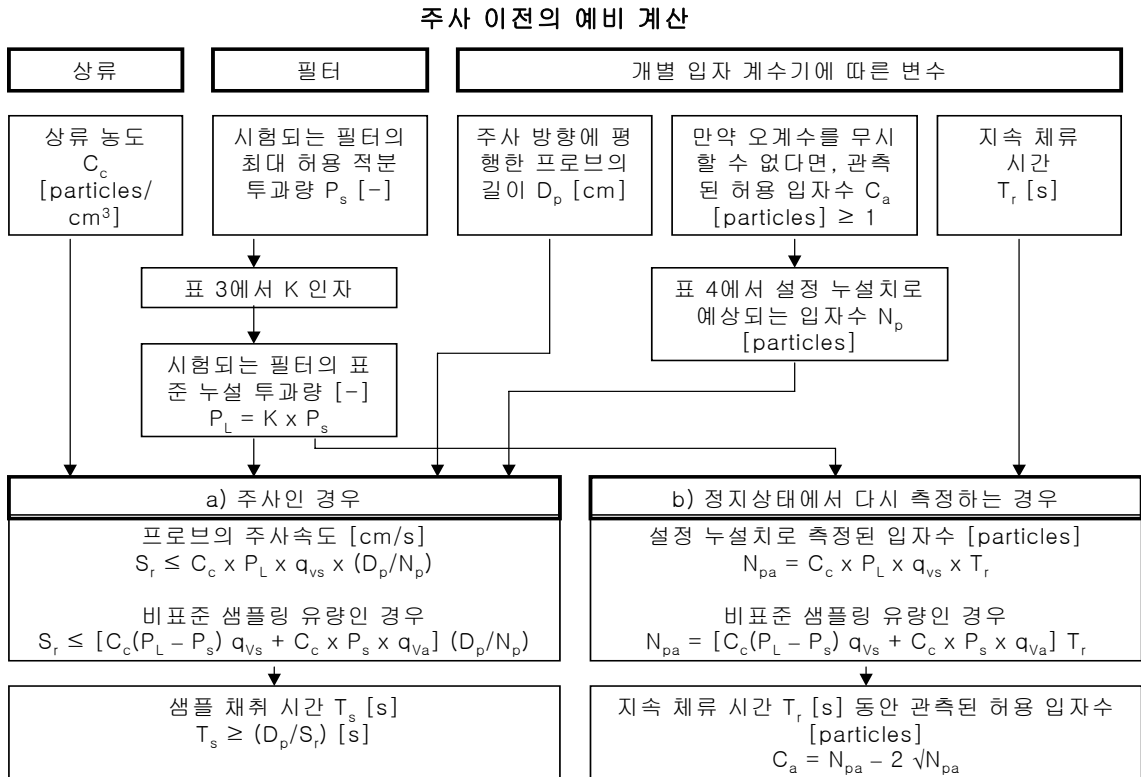 주사 이전의 예비 계산
상류
필터
개별 입자 계수기에 따른 변수
상류 농도
C_c
[particles/
cm³]
시험되는 필터의
최대 허용 적분
투과량 P_s [-]
주사 방향에 평
행한 프로브의
길이 D_p [cm]
만약 오계수를 무시
할 수 없다면, 관측
된 허용 입자수 C_a
[particles] ≥ 1
지속 체류
시간
T_r [s]
표 3에서 K 인자
표 4에서 설정 누설치로
예상되는 입자수 N_p
[particles]
시험되는 필터의 표
준 누설 투과량 [-]
P_L = K x P_s
a) 주사인 경우
프로브의 주사속도 [cm/s]
S_r ≤ C_c x P_L x q_vs x (D_p/N_p)
비표준 샘플링 유량인 경우
S_r ≤ [C_c(P_L – P_s) q_Vs + C_c x P_s x q_Va] (D_p/N_p)
샘플 채취 시간 T_s [s]
T_s ≥ (D_p/S_r) [s]
b) 정지상태에서 다시 측정하는 경우
설정 누설치로 측정된 입자수 [particles]
N_pa = C_c x P_L x q_vs x T_r
비표준 샘플링 유량인 경우
N_pa = [C_c(P_L – P_s) q_Vs + C_c x P_s x q_Va] T_r
지속 체류 시간 T_r [s] 동안 관측된 허용 입자수
[particles]
C_a = N_pa – 2 √N_pa